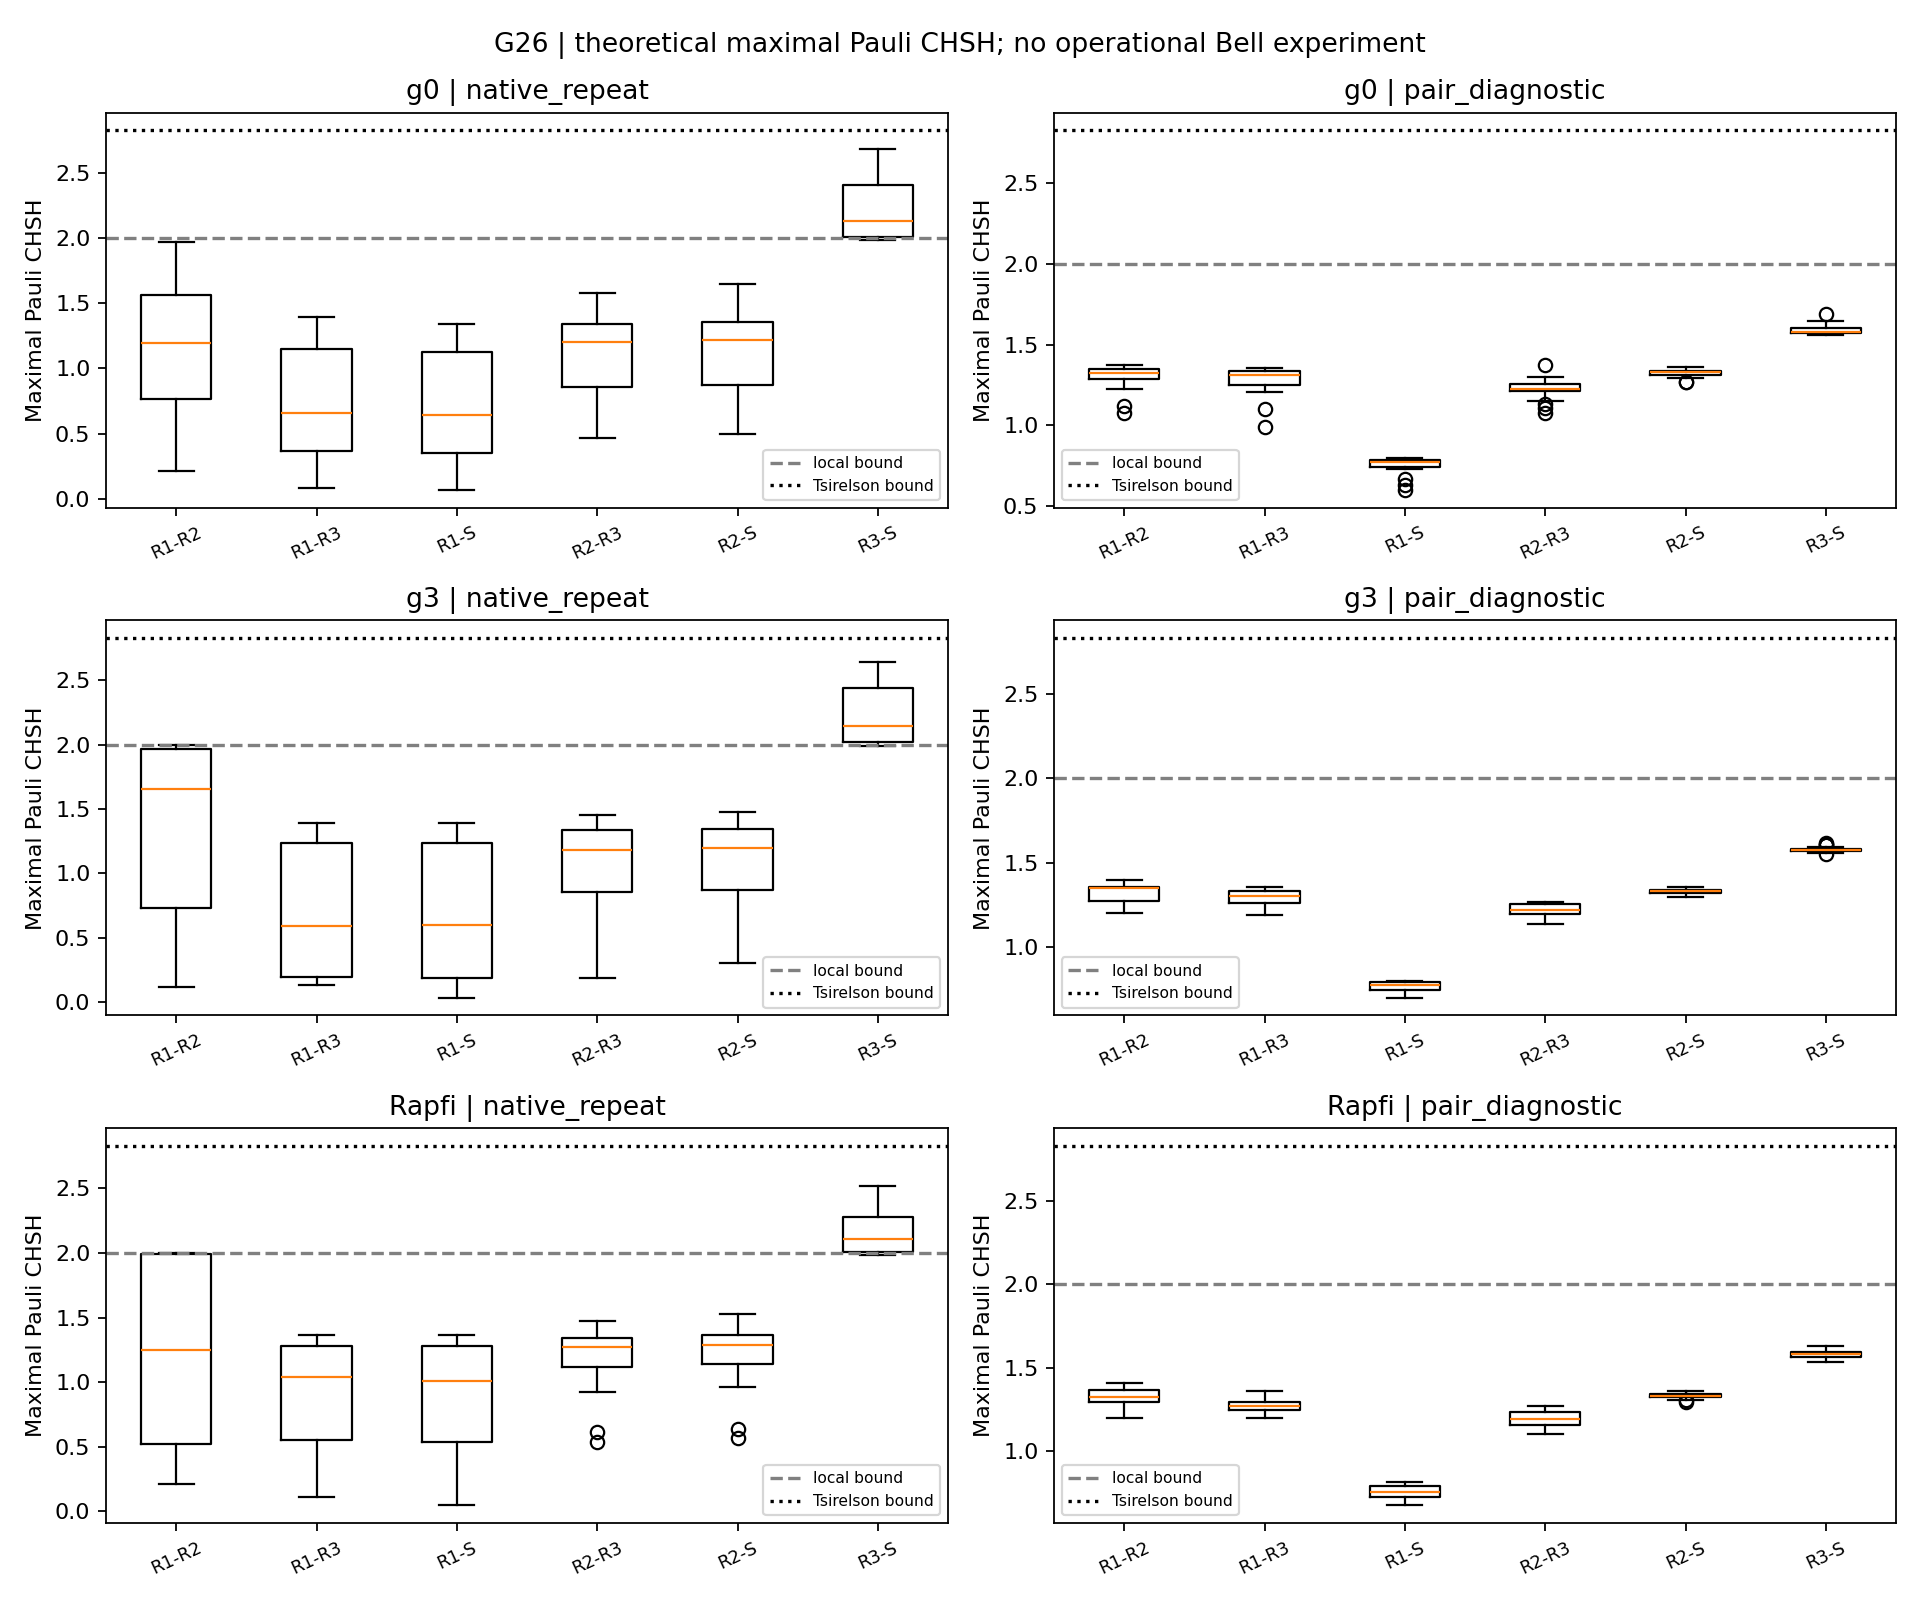 G26 | theoretical maximal Pauli CHSH; no operational Bell experiment
g0 | native_repeat
Maximal Pauli CHSH
2.5
2.0
1.5
1.0
0.5
0.0
local bound
Tsirelson bound
R1-R2
R1-R3
R1-S
R2-R3
R2-S
R3-S
g0 | pair_diagnostic
Maximal Pauli CHSH
2.5
2.0
1.5
1.0
0.5
local bound
Tsirelson bound
R1-R2
R1-R3
R1-S
R2-R3
R2-S
R3-S
g3 | native_repeat
Maximal Pauli CHSH
2.5
2.0
1.5
1.0
0.5
0.0
local bound
Tsirelson bound
R1-R2
R1-R3
R1-S
R2-R3
R2-S
R3-S
g3 | pair_diagnostic
Maximal Pauli CHSH
2.5
2.0
1.5
1.0
local bound
Tsirelson bound
R1-R2
R1-R3
R1-S
R2-R3
R2-S
R3-S
Rapfi | native_repeat
Maximal Pauli CHSH
2.5
2.0
1.5
1.0
0.5
0.0
local bound
Tsirelson bound
R1-R2
R1-R3
R1-S
R2-R3
R2-S
R3-S
Rapfi | pair_diagnostic
Maximal Pauli CHSH
2.5
2.0
1.5
1.0
local bound
Tsirelson bound
R1-R2
R1-R3
R1-S
R2-R3
R2-S
R3-S